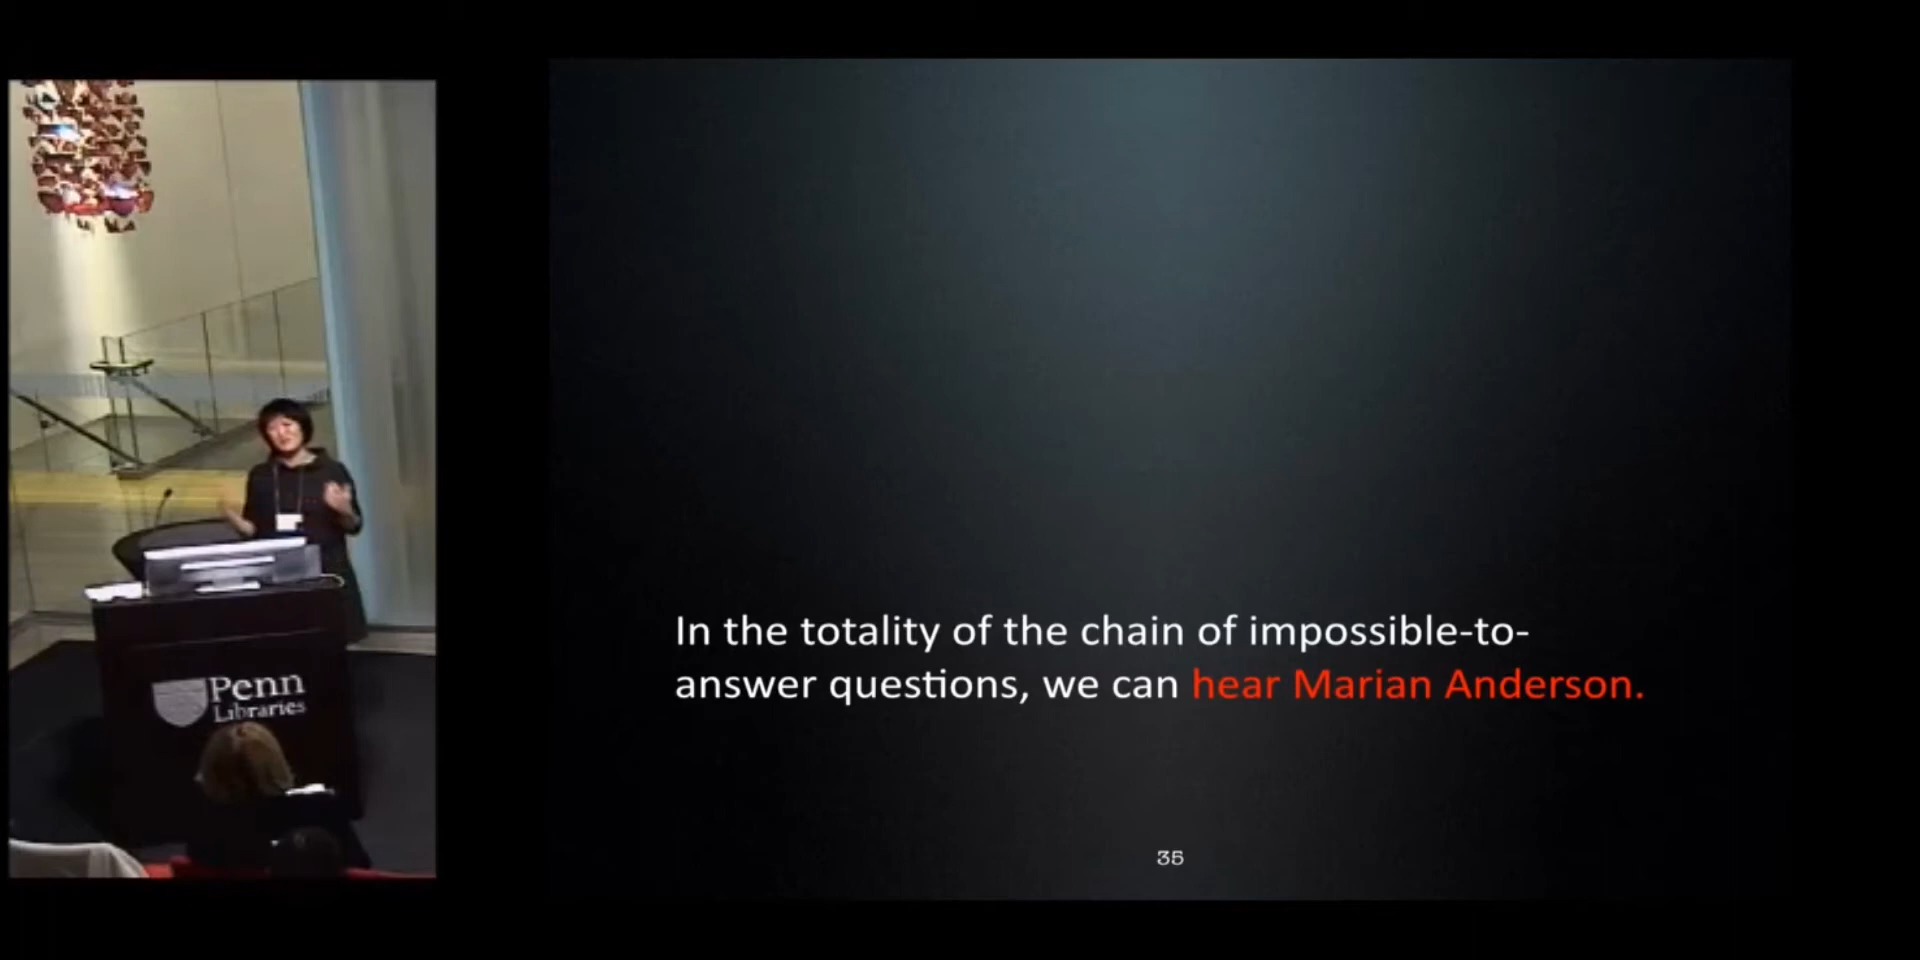 Penn
Libraries
In the totality of the chain of impossible-to-
answer questions, we can hear Marian Anderson.
35